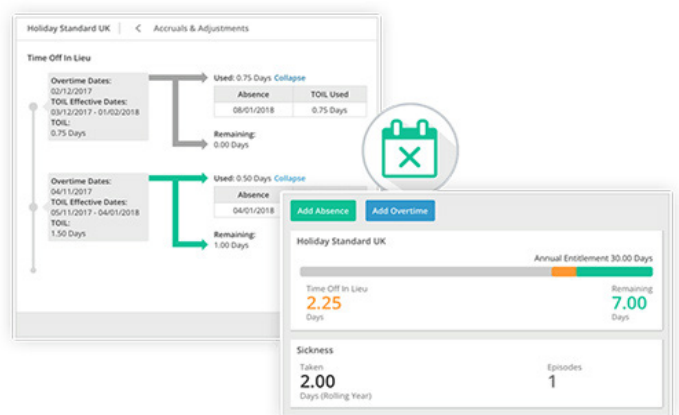 Holiday Standard UK
Accruals & Adjustments
Time Off In Lieu
Overtime Dates:
02/12/2017
TOIL Effective Dates:
03/12/2017 - 01/02/2018
TOIL:
0.75 Days
Used: 0.75 Days Collapse
Absence TOIL Used
08/01/2018 0.75 Days
Remaining:
0.00 Days
Overtime Dates:
04/11/2017
TOIL Effective Dates:
05/11/2017 - 04/01/2018
TOIL:
1.50 Days
Used: 0.50 Days Collapse
Absence
04/01/2018
Remaining:
1.00 Days
Add Absence
Add Overtime
Holiday Standard UK
Annual Entitlement 30.00 Days
Time Off In Lieu
2.25
Days
Remaining
7.00
Days
Sickness
Taken
2.00
Days (Rolling Year)
Episodes
1